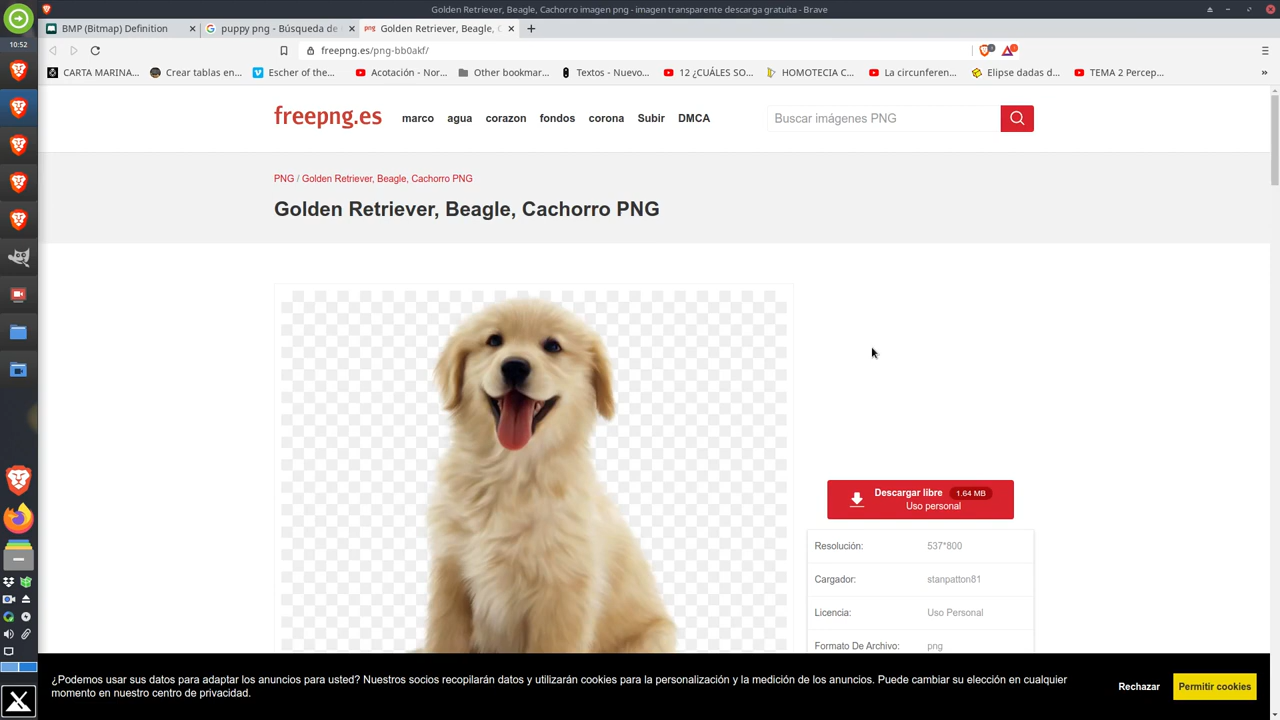 Golden Retriever, Beagle, Cachorro imagen png - imagen transparente descarga gratuita - Brave
10:52
BMP (Bitmap) Definition
puppy png - Búsqueda de
Golden Retriever, Beagle,
freepng.es/png-bb0akf/
CARTA MARINA...
Crear tablas en...
Escher of the...
Acotación - Nor...
Other bookmar...
Textos - Nuevo...
12 ¿CUÁLES SO...
HOMOTECIA C...
La circunferen...
Elipse dadas d...
TEMA 2 Percep...
freepng.es
marco
agua
corazon
fondos
corona
Subir
DMCA
Buscar imágenes PNG
PNG / Golden Retriever, Beagle, Cachorro PNG
Golden Retriever, Beagle, Cachorro PNG
Descargar libre 1.64 MB
Uso personal
Resolución: 537*800
Cargador: stanpatton81
Licencia: Uso Personal
Formato De Archivo: png
¿Podemos usar sus datos para adaptar los anuncios para usted? Nuestros socios recopilarán datos y utilizarán cookies para la personalización y la medición de los anuncios. Puede cambiar su elección en cualquier
momento en nuestro centro de privacidad.
Rechazar
Permitir cookies